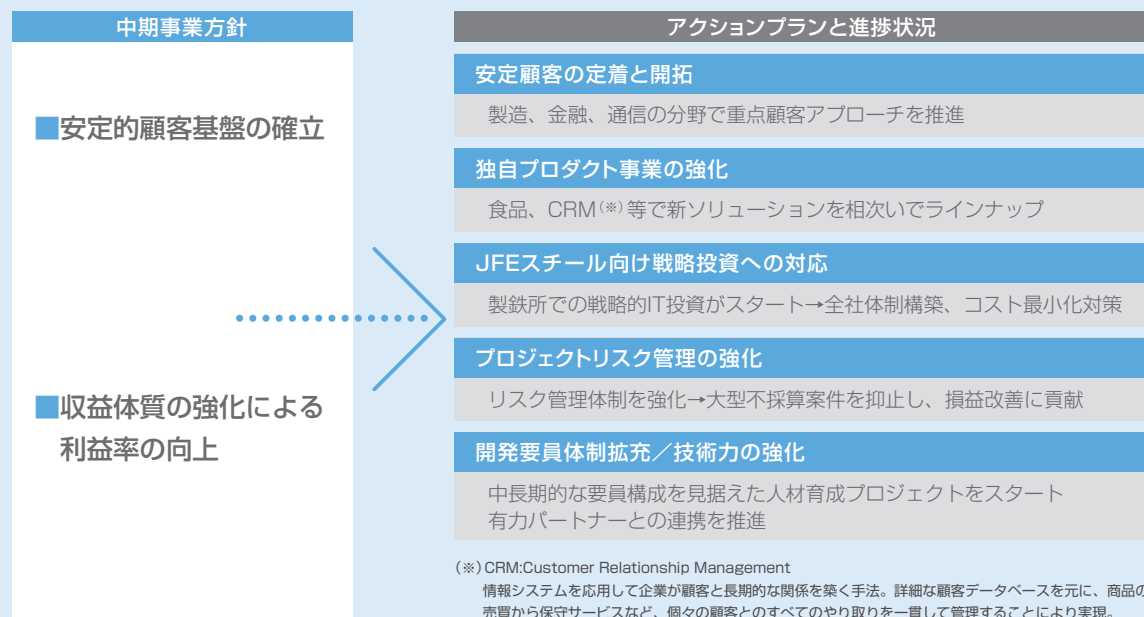 中期事業方針
■安定的顧客基盤の確立
■収益体質の強化による
利益率の向上
アクションプランと進捗状況
安定顧客の定着と開拓
製造、金融、通信の分野で重点顧客アプローチを推進
独自プロダクト事業の強化
食品、CRM(※)等で新ソリューションを相次いでラインナップ
JFEスチール向け戦略投資への対応
製鉄所での戦略的IT投資がスタート→全社体制構築、コスト最小化対策
プロジェクトリスク管理の強化
リスク管理体制を強化→大型不採算案件を抑止し、損益改善に貢献
開発要員体制拡充／技術力の強化
中長期的な要員構成を見据えた人材育成プロジェクトをスタート
有力パートナーとの連携を推進
(※)CRM:Customer Relationship Management
情報システムを応用して企業が顧客と長期的な関係を築く手法。詳細な顧客データベースを元に、商品の
売買から保守サービスなど、個々の顧客とのすべてのやり取りを一貫して管理することにより実現。